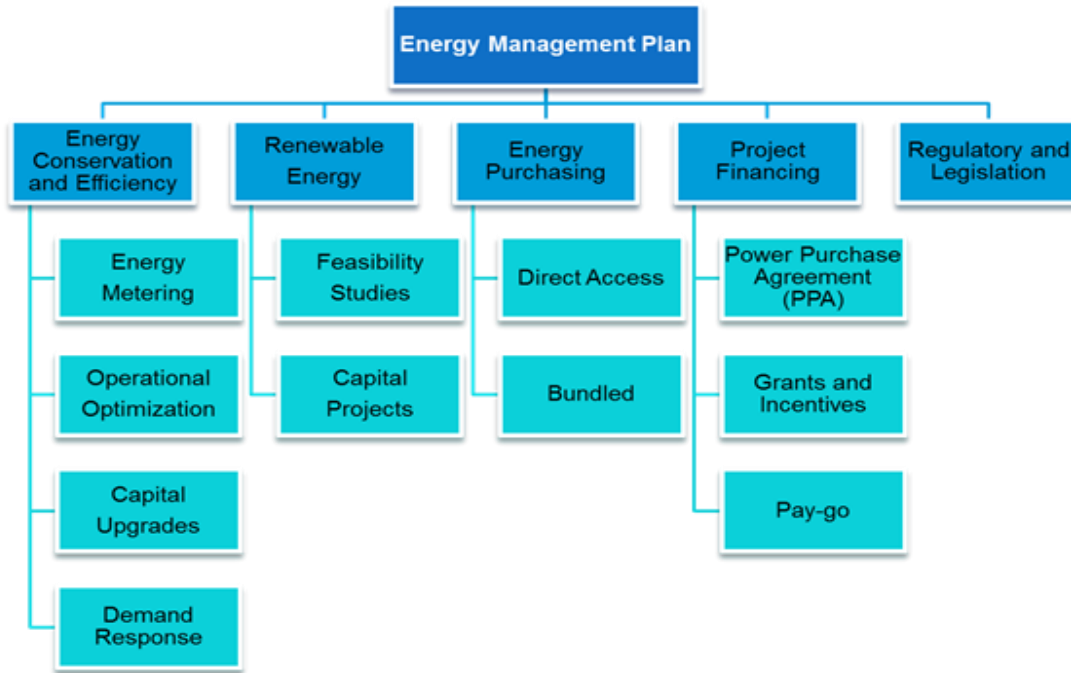 Energy Management Plan
Energy
Conservation
and Efficiency
Renewable
Energy
Energy
Purchasing
Project
Financing
Regulatory and
Legislation
Energy
Metering
Feasibility
Studies
Direct Access
Power Purchase
Agreement
(PPA)
Operational
Optimization
Capital
Projects
Bundled
Grants and
Incentives
Capital
Upgrades
Pay-go
Demand
Response